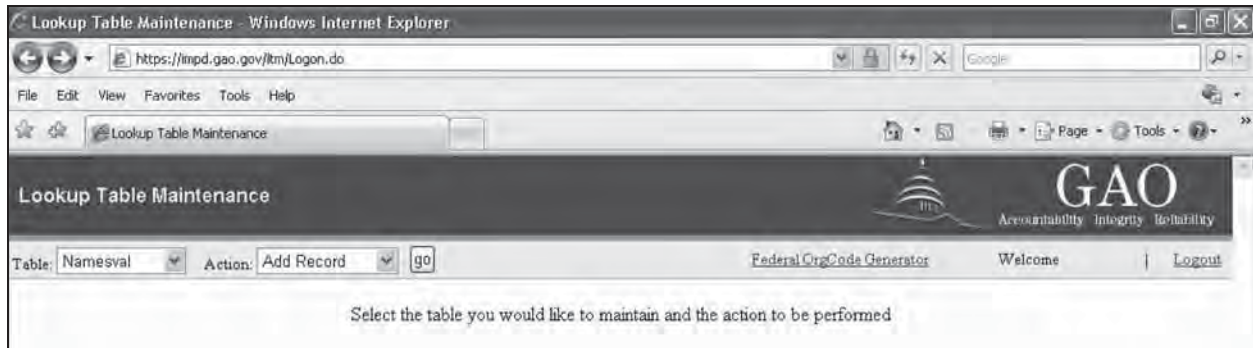 Lookup Table Maintenance - Windows Internet Explorer
https://impd.gao.gov/ltm/Logon.do
Google
File Edit View Favorites Tools Help
Lookup Table Maintenance
Page Tools
Lookup Table Maintenance
GAO
Accountability Integrity Reliability
Table: Namesval Action: Add Record go Federal OrgCode Generator Welcome | Logout
Select the table you would like to maintain and the action to be performed